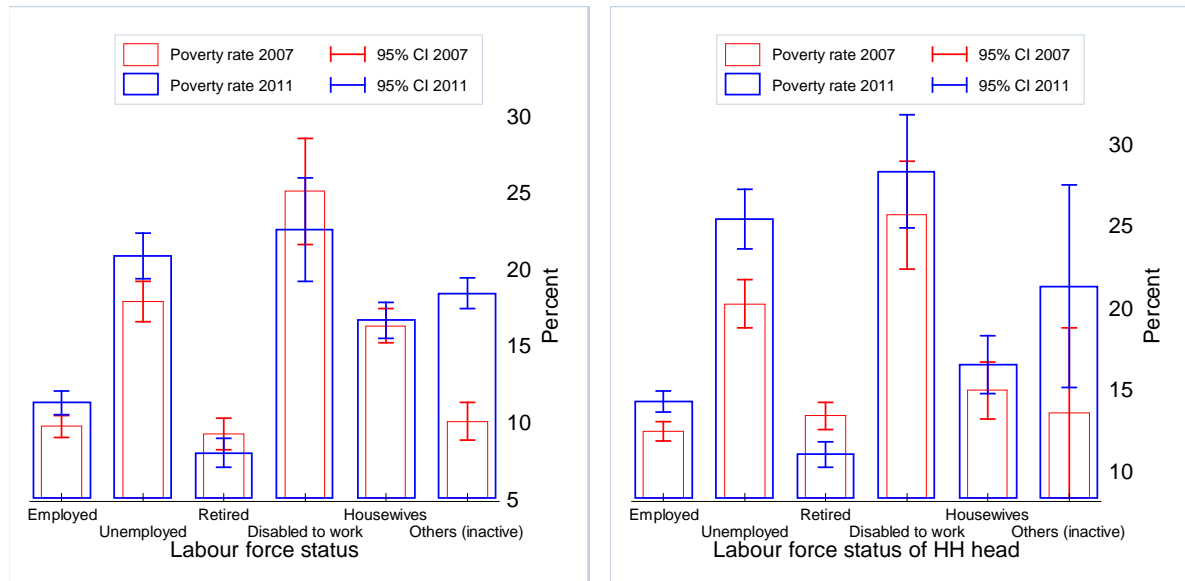 Poverty rate 2007 95% CI 2007
Poverty rate 2011 95% CI 2011
30
25
20
15
10
5
Percent
Employed Retired Housewives
Unemployed Disabled to work Others (inactive)
Labour force status
Poverty rate 2007 95% CI 2007
Poverty rate 2011 95% CI 2011
30
25
20
15
10
Percent
Employed Retired Housewives
Unemployed Disabled to work Others (inactive)
Labour force status of HH head